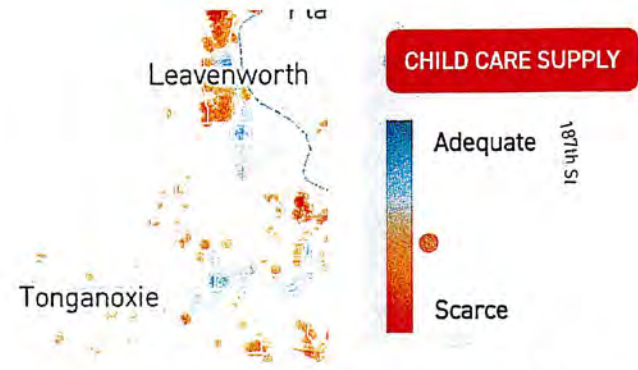 Leavenworth
Tonganoxie
CHILD CARE SUPPLY
Adequate
187th St
Scarce